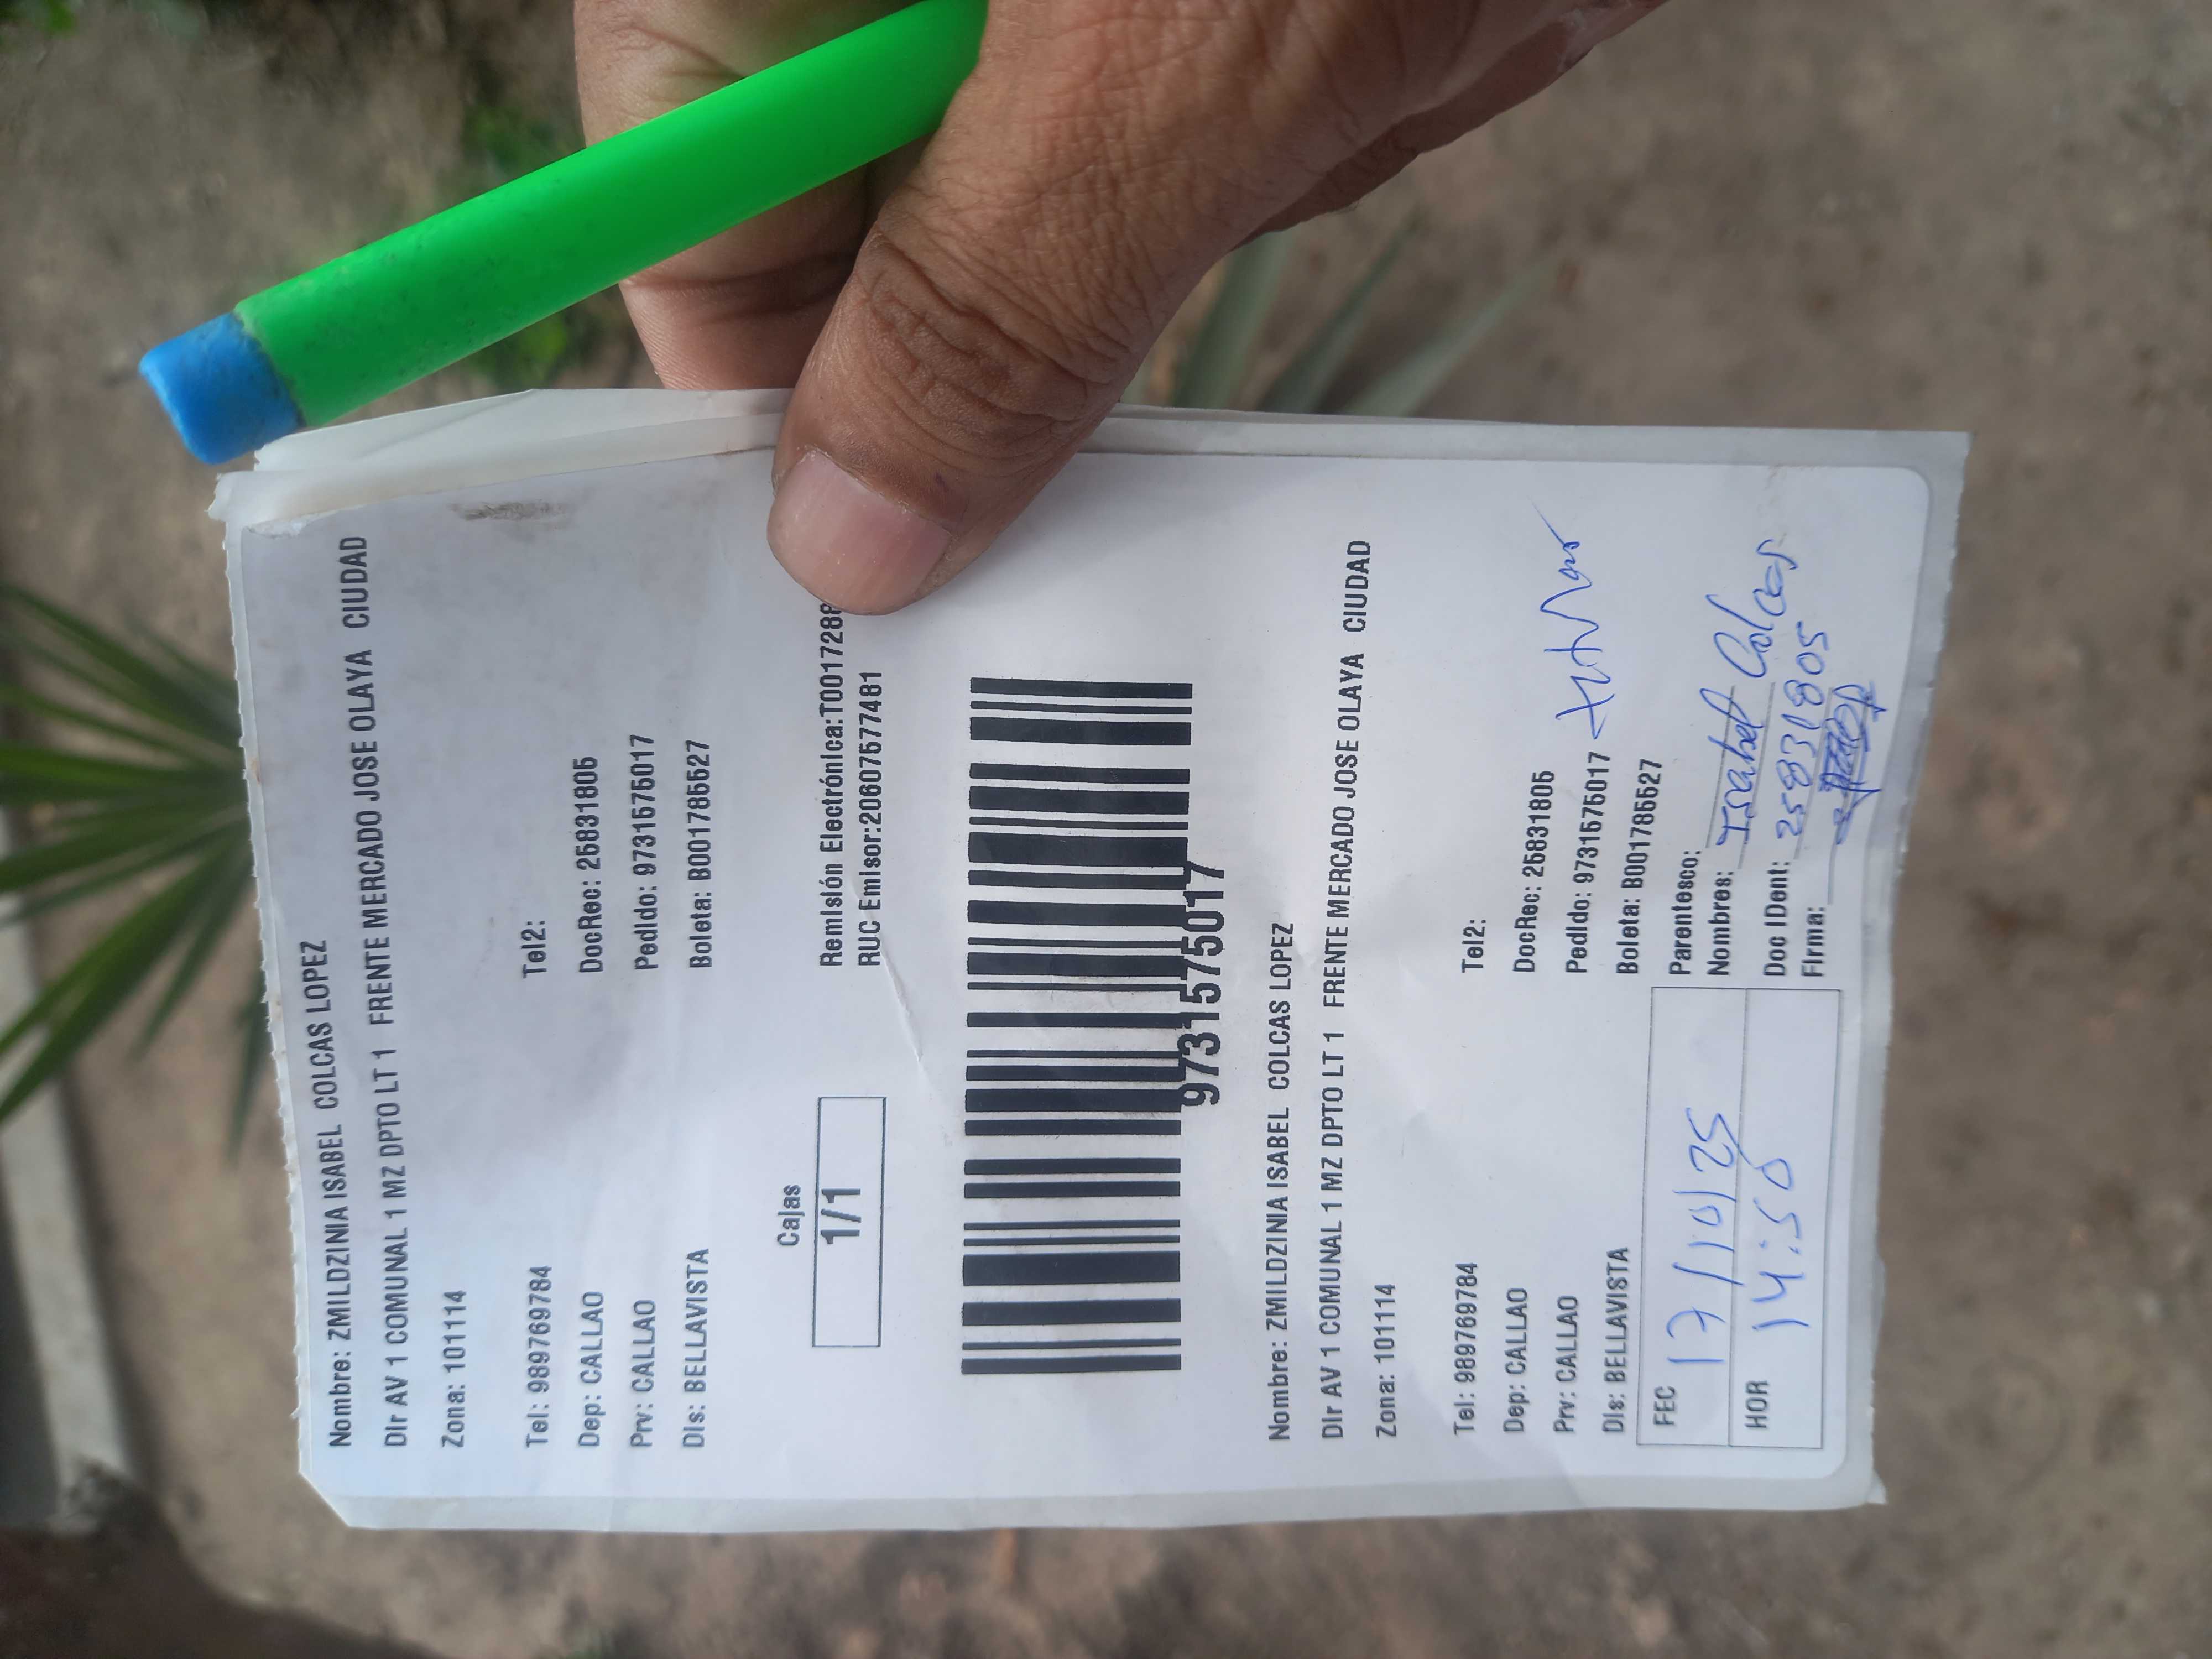 Nombre: ZMILDZINIA ISABEL COLCAS LOPEZ
Dir AV 1 COMUNAL 1 MZ DPTO LT 1 FRENTE MERCADO JOSE OLAYA CIUDAD
Zona: 101114
Tel: 989769784 Tel2:
Dep: CALLAO DocRec: 25831805
Prv: CALLAO Pedido: 9731575017
Dis: BELLAVISTA Boleta: B001785527
Cajas
1/1
Remisión Electrónica:T0017288
RUC Emisor:20607577481
9731575017
Nombre: ZMILDZINIA ISABEL COLCAS LOPEZ
Dir AV 1 COMUNAL 1 MZ DPTO LT 1 FRENTE MERCADO JOSE OLAYA CIUDAD
Zona: 101114
Tel: 989769784 Tel2:
Dep: CALLAO DocRec: 25831805
Prv: CALLAO Pedido: 9731575017
Dis: BELLAVISTA Boleta: B001785527
FEC 17/10/25
HOR 14:50
Parentesco:
Nombres: Isabel Colcas
Doc IDent: 25831805
Firma: